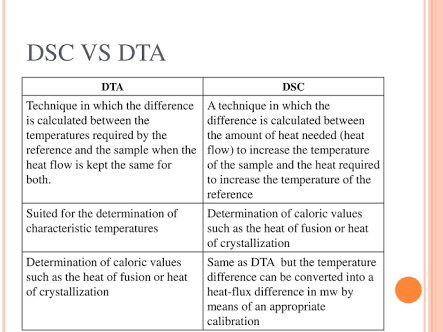 DSC VS DTA
DTA
DSC
Technique in which the difference
is calculated between the
temperatures required by the
reference and the sample when the
heat flow is kept the same for
both.
A technique in which the
difference is calculated between
the amount of heat needed (heat
flow) to increase the temperature
of the sample and the heat required
to increase the temperature of the
reference
Suited for the determination of
characteristic temperatures
Determination of caloric values
such as the heat of fusion or heat
of crystallization
Determination of caloric values
such as the heat of fusion or heat
of crystallization
Same as DTA  but the temperature
difference can be converted into a
heat-flux difference in mw by
means of an appropriate
calibration